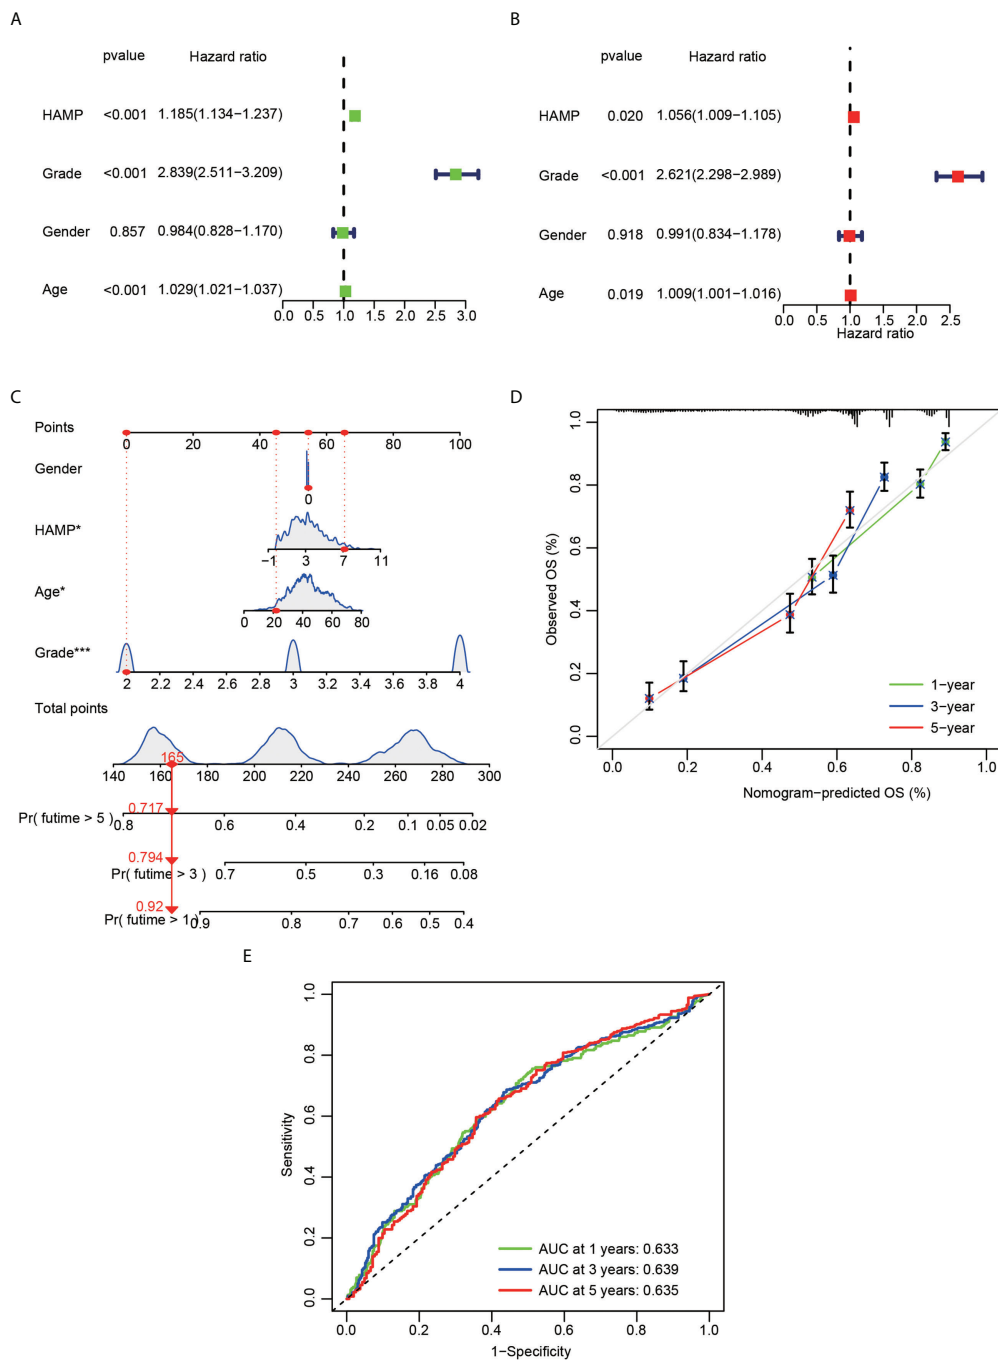 A
pvalue Hazard ratio
HAMP <0.001 1.185(1.134−1.237)
Grade <0.001 2.839(2.511−3.209)
Gender 0.857 0.984(0.828−1.170)
Age <0.001 1.029(1.021−1.037)
0.0 0.5 1.0 1.5 2.0 2.5 3.0
B
pvalue Hazard ratio
HAMP 0.020 1.056(1.009−1.105)
Grade <0.001 2.621(2.298−2.989)
Gender 0.918 0.991(0.834−1.178)
Age 0.019 1.009(1.001−1.016)
0.0 0.5 1.0 1.5 2.0 2.5
Hazard ratio
C
Points
0 20 40 60 80 100
Gender
0
HAMP*
−1 3 7 11
Age*
0 20 40 60 80
Grade***
2 2.2 2.4 2.6 2.8 3 3.2 3.4 3.6 3.8 4
Total points
165
140 160 180 200 220 240 260 280 300
0.717
Pr( futime > 5 )
0.8 0.6 0.4 0.2 0.1 0.05 0.02
0.794
Pr( futime > 3 )
0.7 0.5 0.3 0.16 0.08
0.92
Pr( futime > 1 )
0.9 0.8 0.7 0.6 0.5 0.4
D
Observed OS (%)
1.0
0.8
0.6
0.4
0.2
0.0
1−year
3−year
5−year
0.0 0.2 0.4 0.6 0.8 1.0
Nomogram−predicted OS (%)
E
Sensitivity
1.0
0.8
0.6
0.4
0.2
0.0
AUC at 1 years: 0.633
AUC at 3 years: 0.639
AUC at 5 years: 0.635
0.0 0.2 0.4 0.6 0.8 1.0
1−Specificity